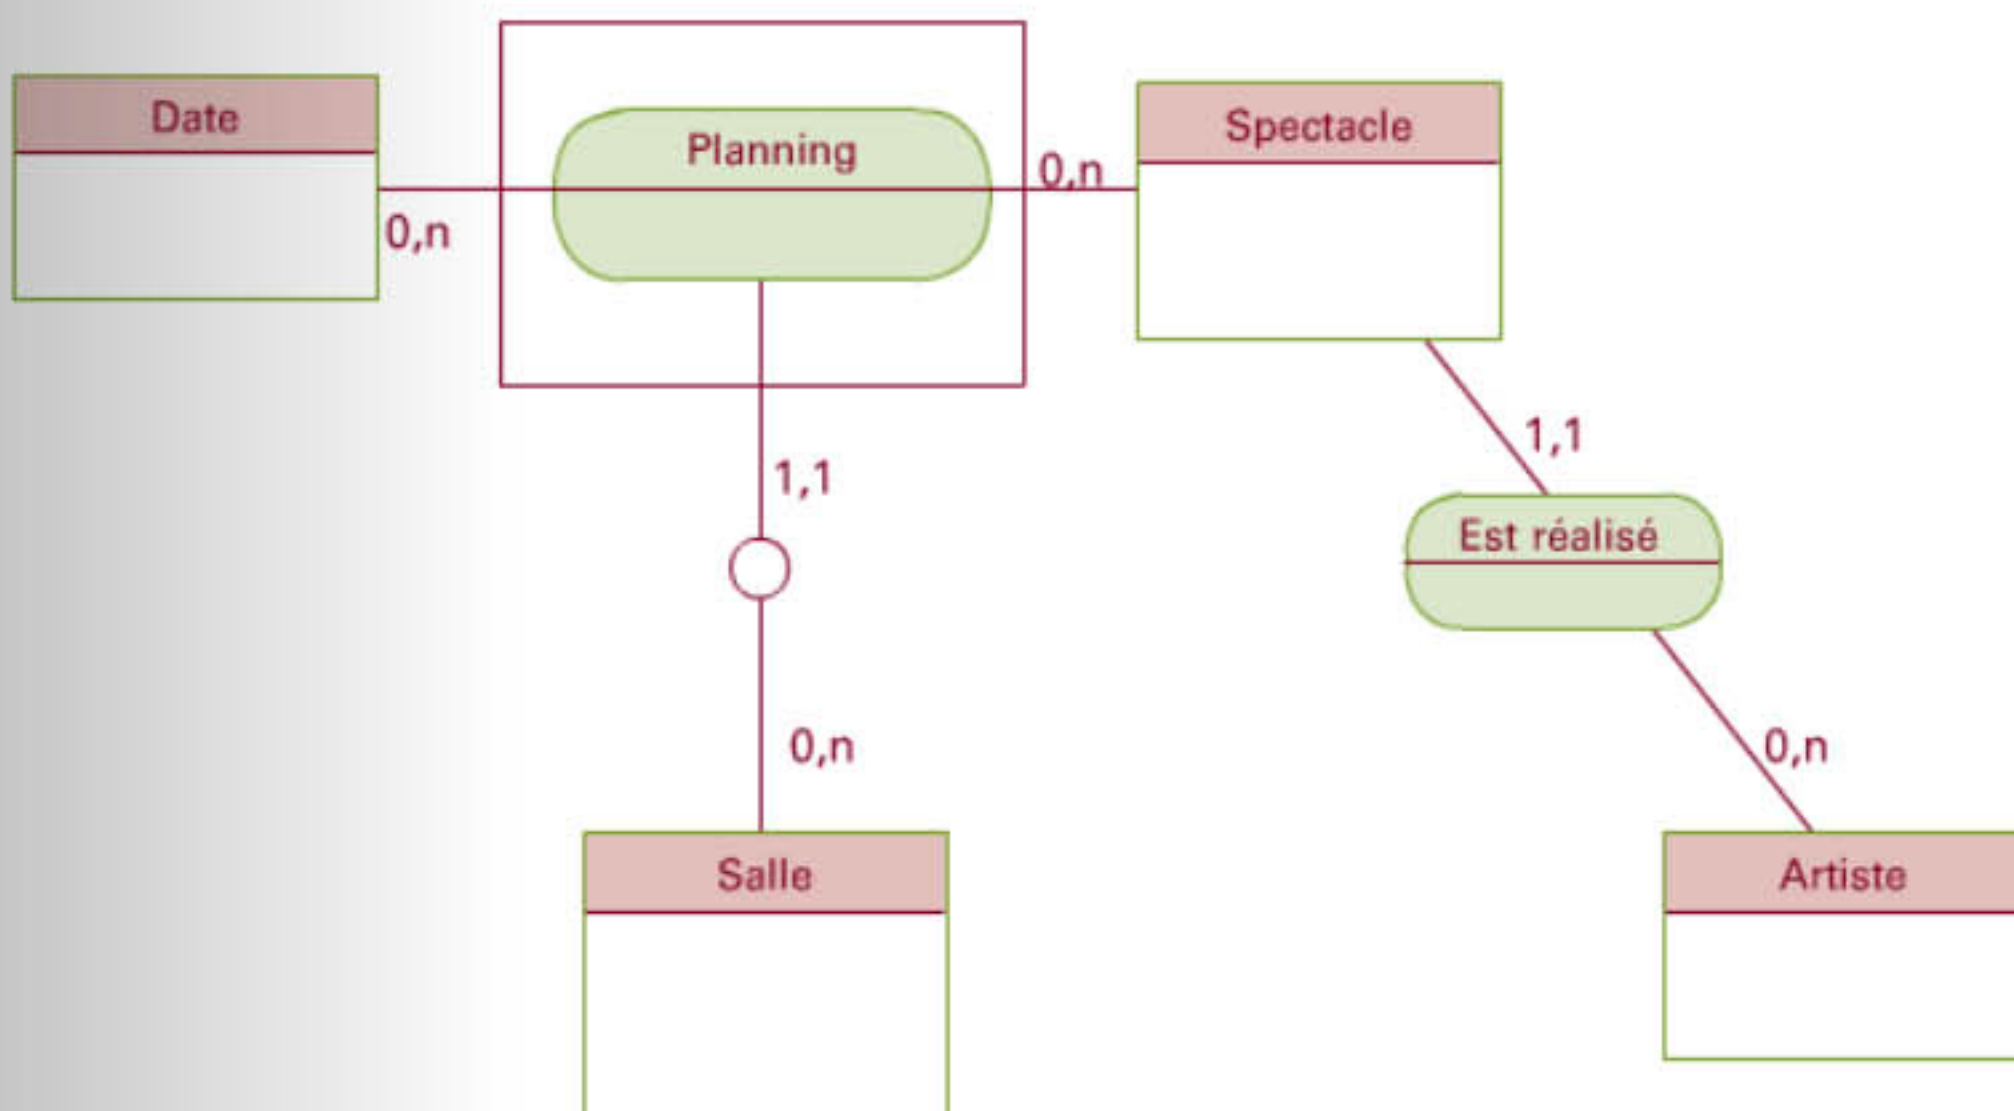 Date
Planning
Spectacle
0,n
0,n
1,1
1,1
Est réalisé
0,n
0,n
Salle
Artiste